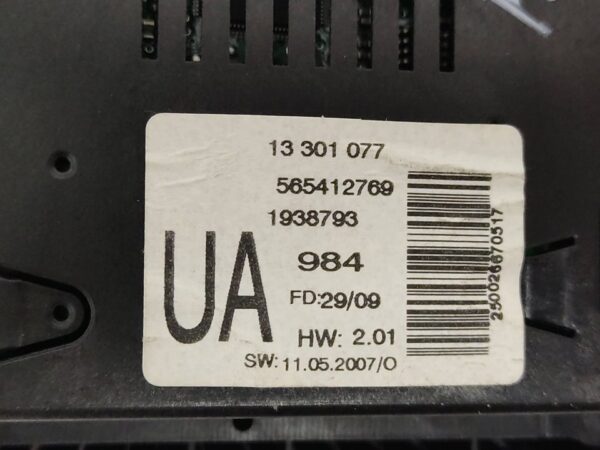 13 301 077
565412769
1938793
UA
984
FD:29/09
HW: 2.01
SW: 11.05.2007/O
250026670517